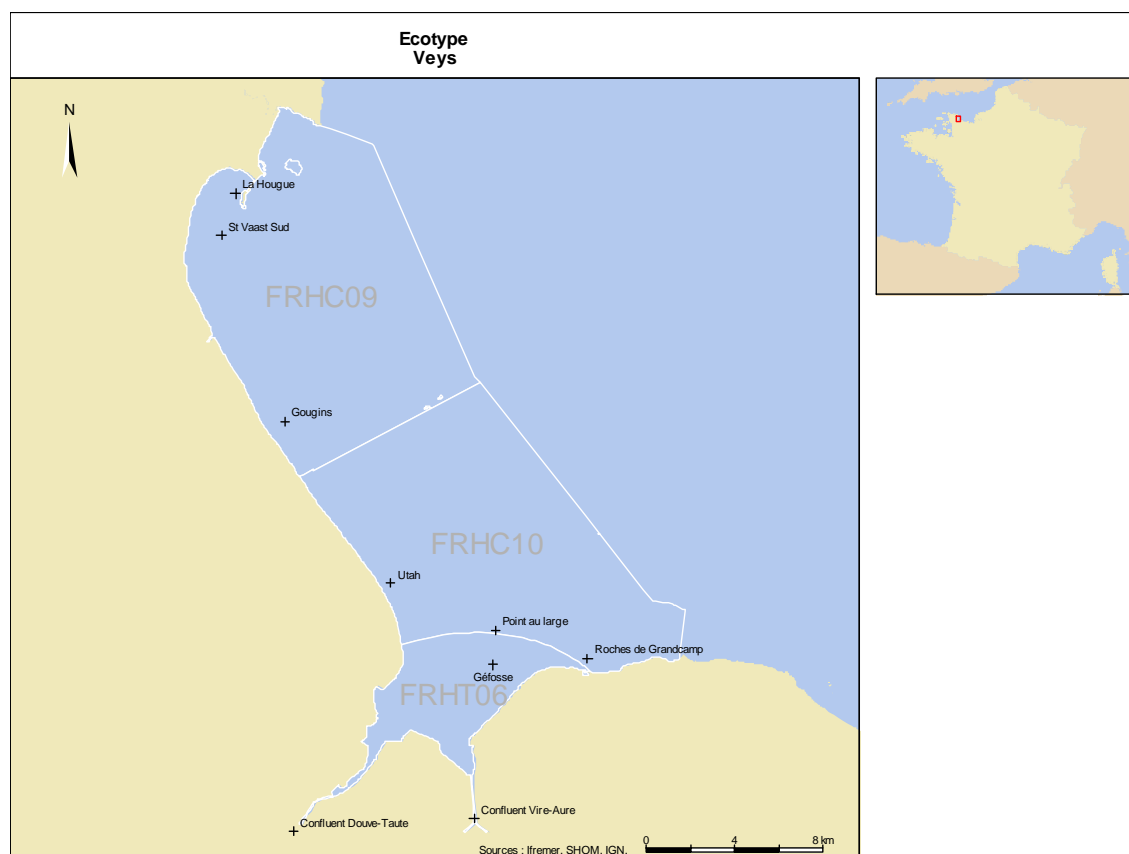 Ecotype
Veys
N
La Hougue
St Vaast Sud
FRHC09
Gougins
FRHC10
Utah
Point au large
Roches de Grandcamp
Géfosse
FRHT06
Confluent Vire-Aure
Confluent Douve-Taute
0 4 8 km
Sources : Ifremer, SHOM, IGN.